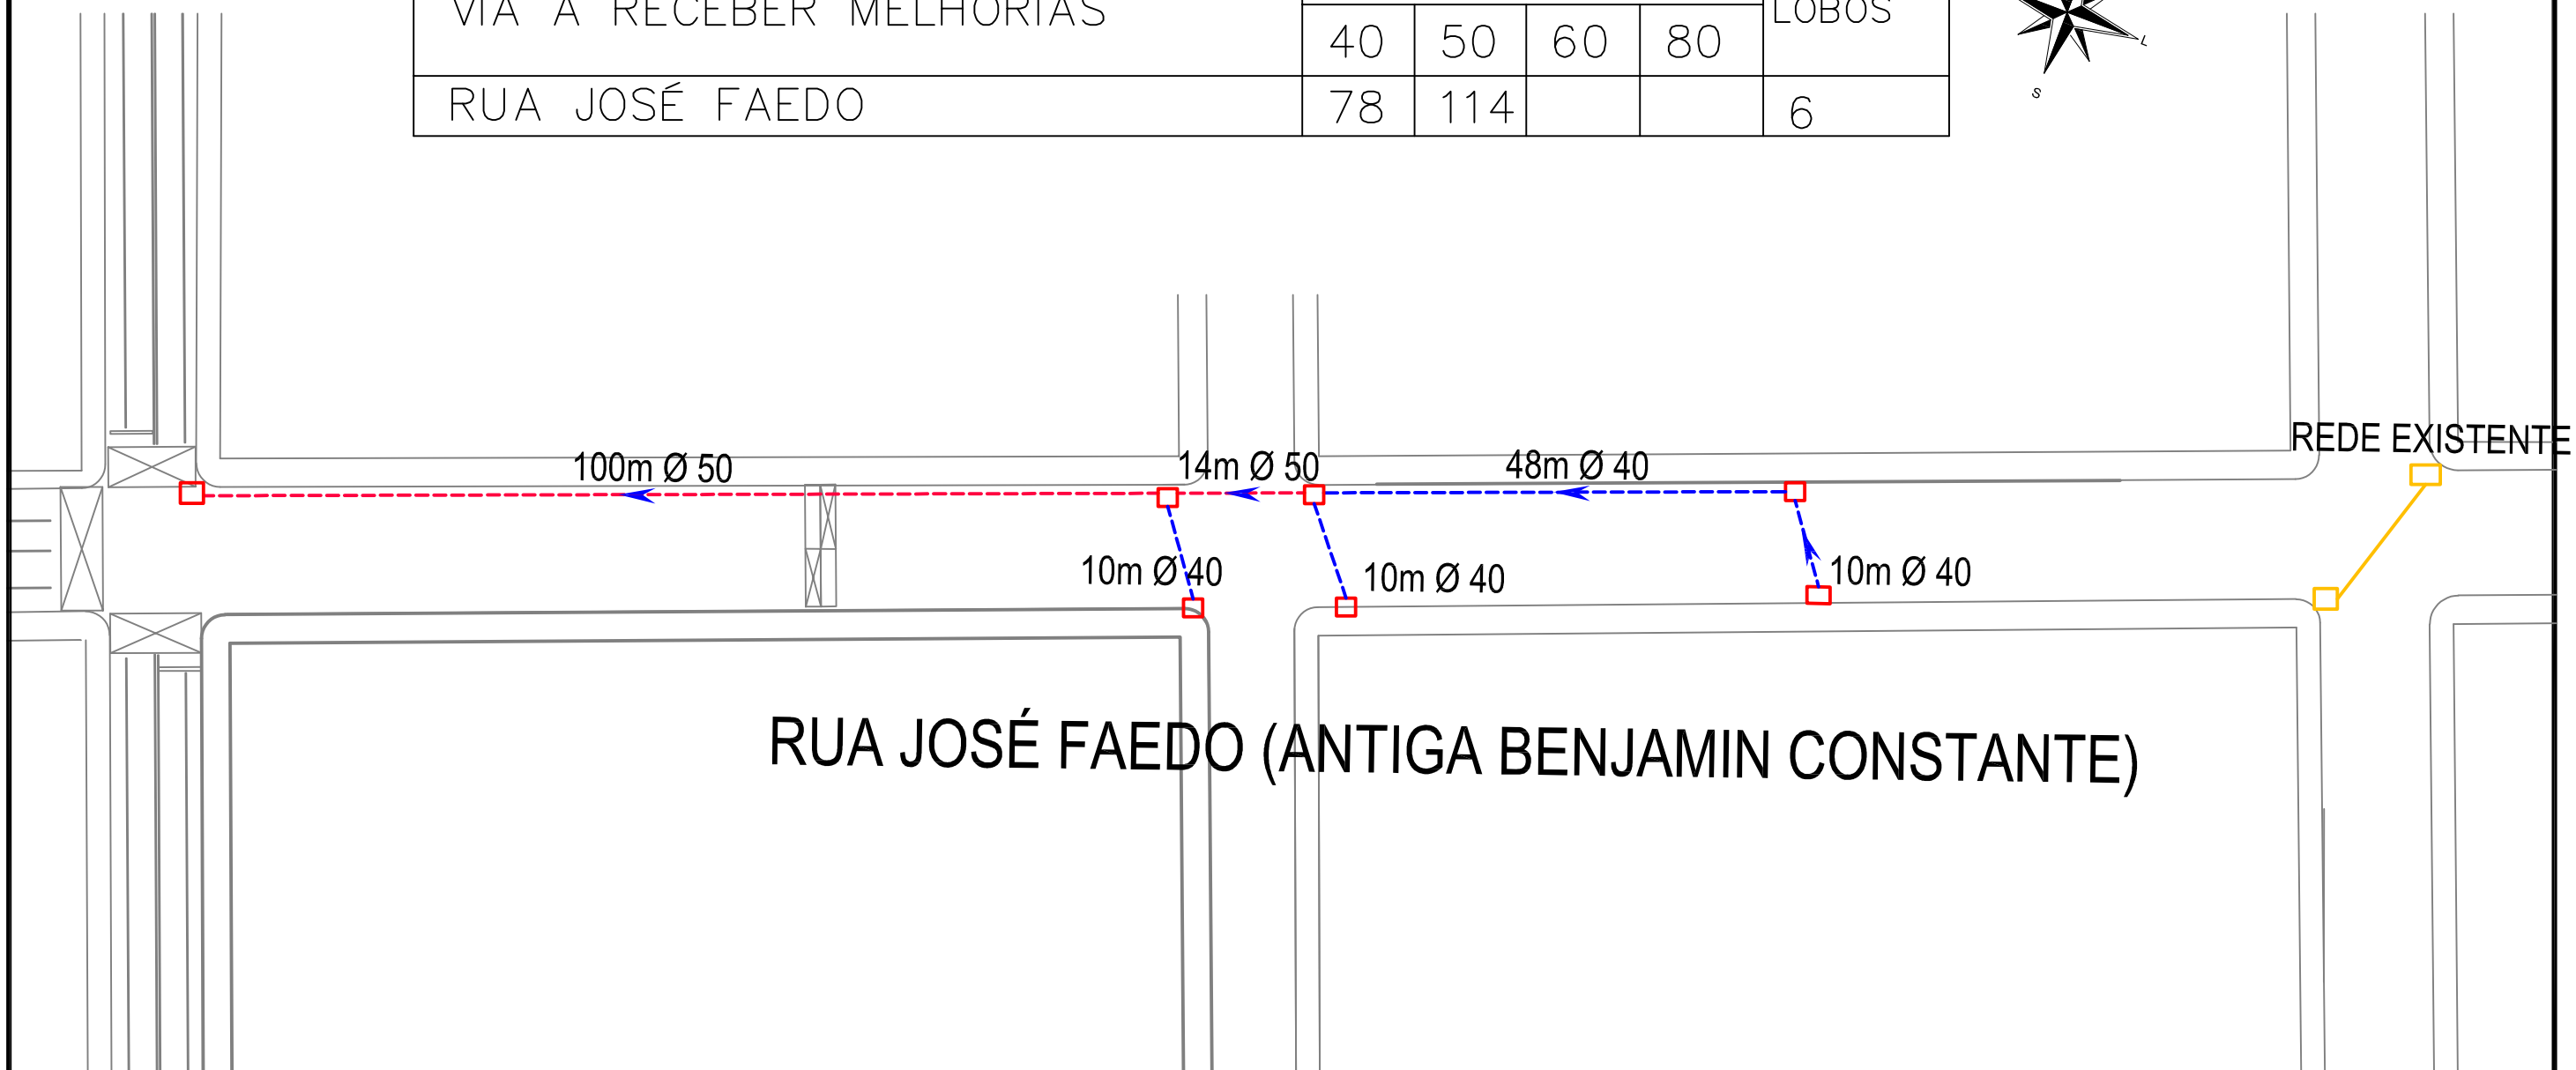 VIA A RECEBER MELHORIAS
LOBOS
40 50 60 80
RUA JOSÉ FAEDO 78 114 6
L
S
REDE EXISTENTE
100m Ø 50
14m Ø 50
48m Ø 40
10m Ø 40
10m Ø 40
10m Ø 40
RUA JOSÉ FAEDO (ANTIGA BENJAMIN CONSTANTE)